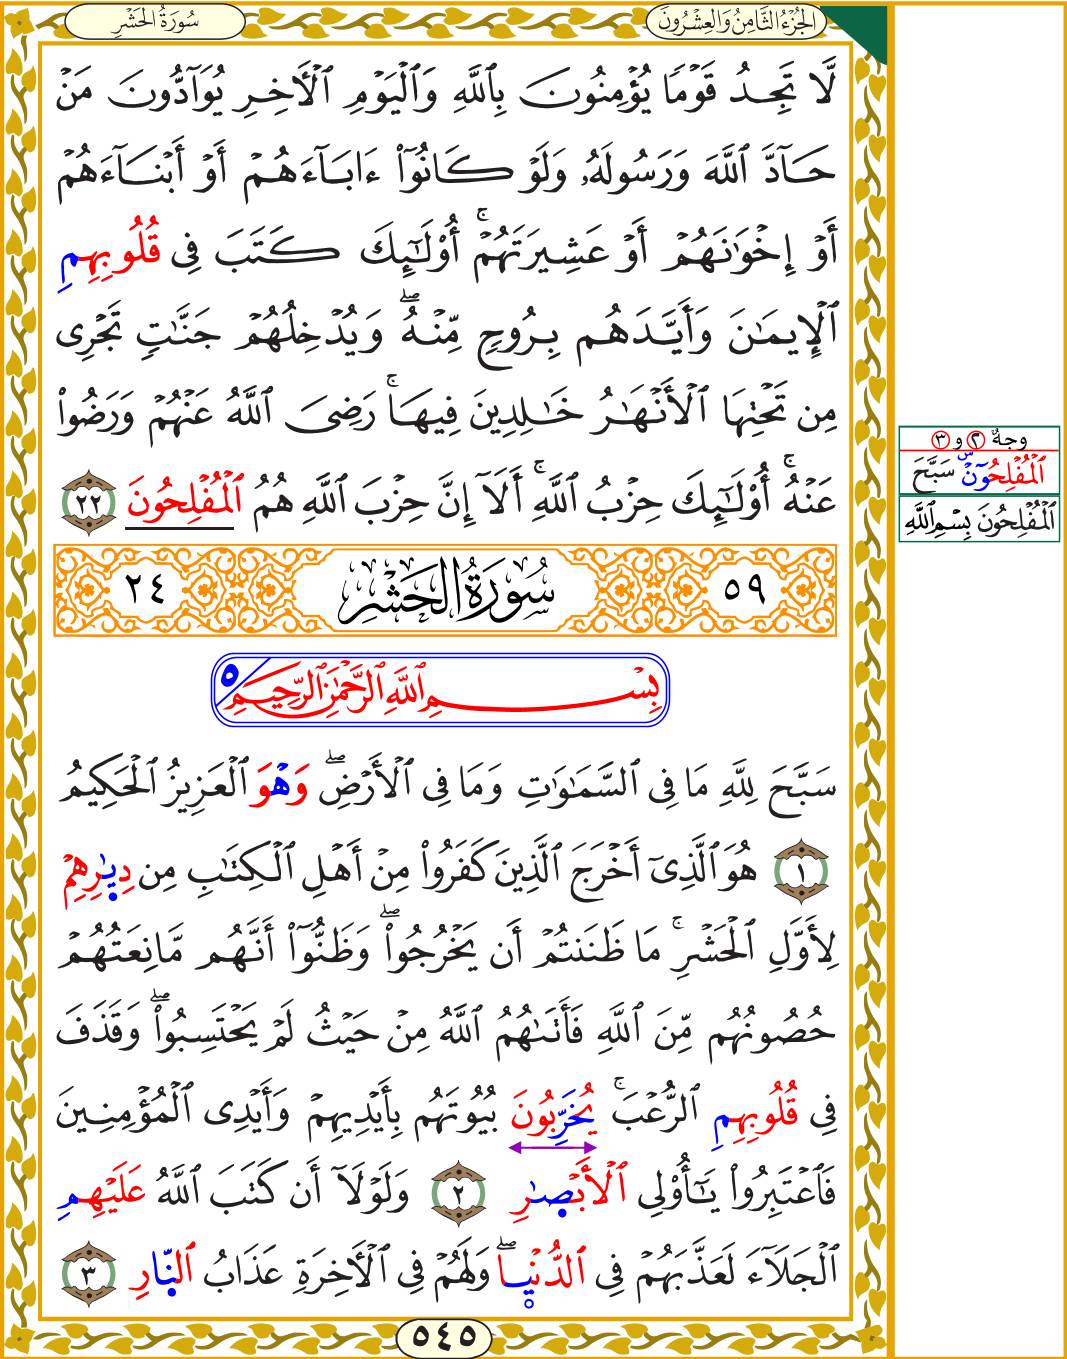 الجُزْءُ الثَّامِنُ وَالعِشْرُونَ
سُورَةُ الحَشْرِ
لَّا تَجِدُ قَوْمًا يُؤْمِنُونَ بِٱللَّهِ وَٱلْيَوْمِ ٱلْأَخِرِ يُوَآدُّونَ مَنْ
حَآدَّ ٱللَّهَ وَرَسُولَهُۥ وَلَوْ كَانُوٓا۟ ءَابَآءَهُمْ أَوْ أَبْنَآءَهُمْ
أَوْ إِخْوَٰنَهُمْ أَوْ عَشِيرَتَهُمْ ۚ أُو۟لَـٰٓئِكَ كَتَبَ فِى قُلُوبِهِمِ
ٱلْإِيمَـٰنَ وَأَيَّدَهُم بِرُوحٍ مِّنْهُ ۖ وَيُدْخِلُهُمْ جَنَّـٰتٍ تَجْرِى
مِن تَحْتِهَا ٱلْأَنْهَـٰرُ خَـٰلِدِينَ فِيهَا ۚ رَضِىَ ٱللَّهُ عَنْهُمْ وَرَضُوا۟
عَنْهُ ۚ أُو۟لَـٰٓئِكَ حِزْبُ ٱللَّهِ ۚ أَلَآ إِنَّ حِزْبَ ٱللَّهِ هُمُ ٱلْمُفْلِحُونَ ٢٢
٥٩ سُورَةُ الحَشْرِ ٢٤
بِسْمِ ٱللَّهِ ٱلرَّحْمَـٰنِ ٱلرَّحِيمِ ٥
سَبَّحَ لِلَّهِ مَا فِى ٱلسَّمَـٰوَٰتِ وَمَا فِى ٱلْأَرْضِ ۖ وَهْوَ ٱلْعَزِيزُ ٱلْحَكِيمُ
١ هُوَ ٱلَّذِىٓ أَخْرَجَ ٱلَّذِينَ كَفَرُوا۟ مِنْ أَهْلِ ٱلْكِتَـٰبِ مِن دِيَـٰرِهِمْ
لِأَوَّلِ ٱلْحَشْرِ ۚ مَا ظَنَنتُمْ أَن يَخْرُجُوا۟ ۖ وَظَنُّوٓا۟ أَنَّهُم مَّانِعَتُهُمْ
حُصُونُهُم مِّنَ ٱللَّهِ فَأَتَىٰهُمُ ٱللَّهُ مِنْ حَيْثُ لَمْ يَحْتَسِبُوا۟ ۖ وَقَذَفَ
فِى قُلُوبِهِمِ ٱلرُّعْبَ ۚ يُخَرِّبُونَ بُيُوتَهُم بِأَيْدِيهِمْ وَأَيْدِى ٱلْمُؤْمِنِينَ
فَٱعْتَبِرُوا۟ يَـٰٓأُو۟لِى ٱلْأَبْصَـٰرِ ٢ وَلَوْلَآ أَن كَتَبَ ٱللَّهُ عَلَيْهِمِ
ٱلْجَلَآءَ لَعَذَّبَهُمْ فِى ٱلدُّنْيَا ۖ وَلَهُمْ فِى ٱلْأَخِرَةِ عَذَابُ ٱلنَّارِ ٣
٥٤٥
وجهٌ ٢ و ٣
ٱلْمُفْلِحُونَ سَبَّحَ
ٱلْمُفْلِحُونَ بِسْمِ ٱللَّهِ